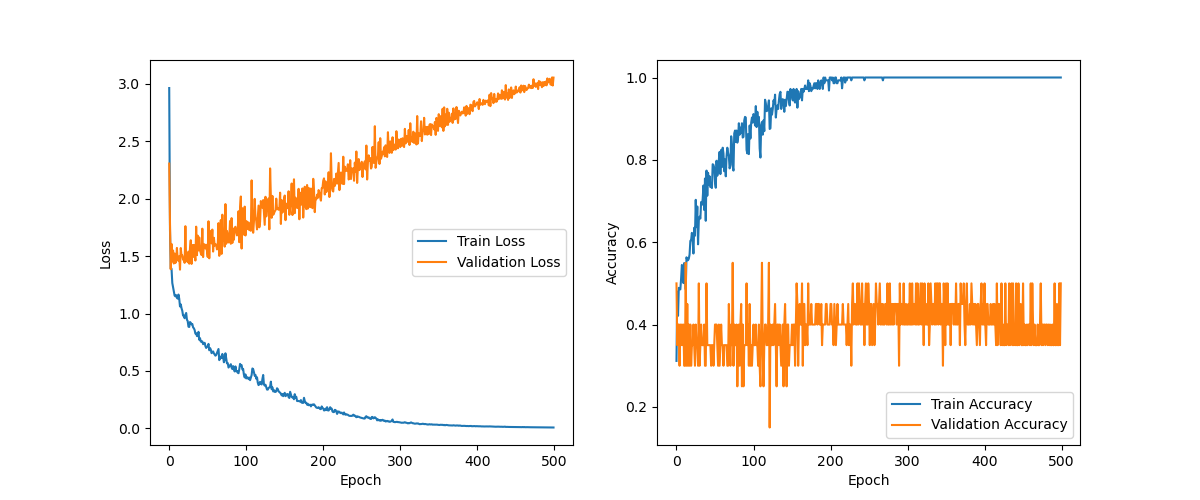 3.0
2.5
2.0
1.5
1.0
0.5
0.0
Loss
Train Loss
Validation Loss
0 100 200 300 400 500
Epoch
1.0
0.8
0.6
0.4
0.2
Accuracy
Train Accuracy
Validation Accuracy
0 100 200 300 400 500
Epoch